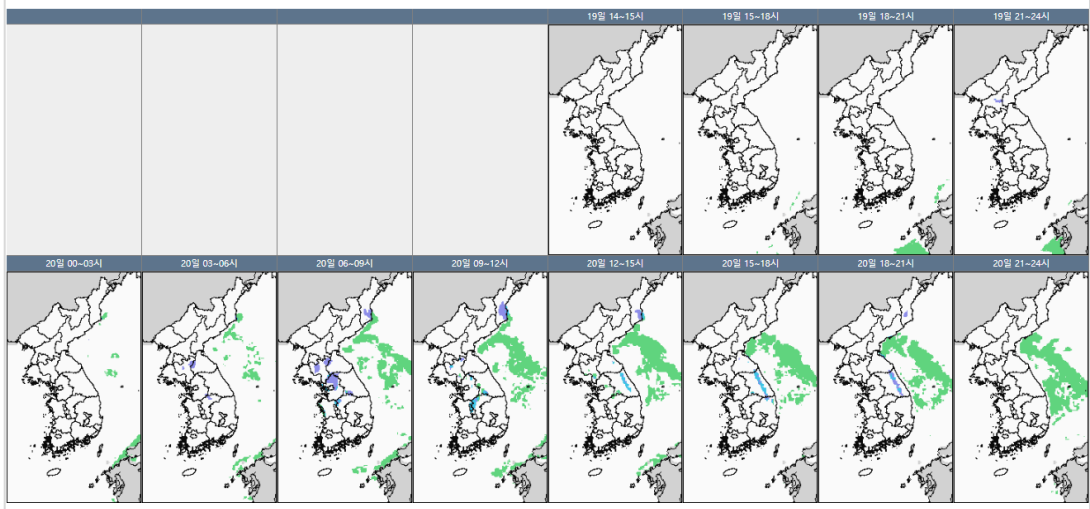 19일 14~15시
19일 15~18시
19일 18~21시
19일 21~24시
20일 00~03시
20일 03~06시
20일 06~09시
20일 09~12시
20일 12~15시
20일 15~18시
20일 18~21시
20일 21~24시